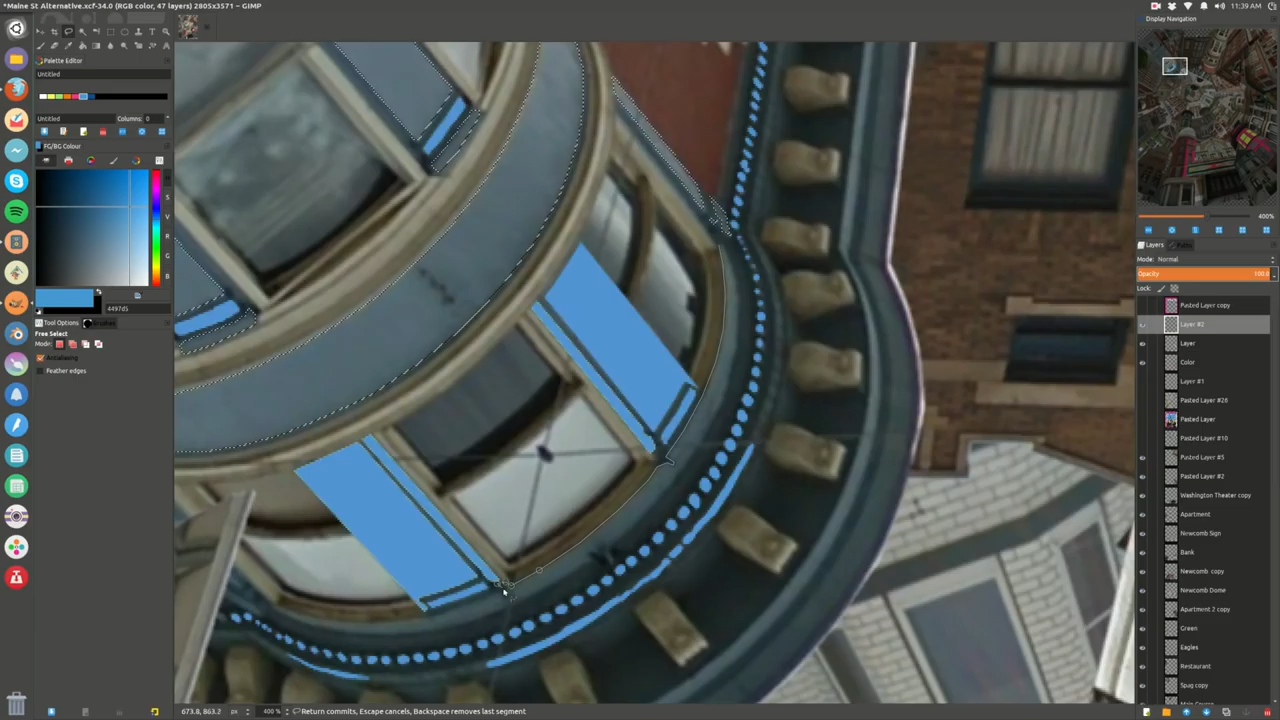 *Maine St Alternative.xcf-34.0 (RGB color, 47 layers) 2805x3571 – GIMP
11:39 AM
Palette Editor
Untitled
Untitled
Columns: 0
FG/BG Colour
H
S
V
R
G
B
4497d5
Tool Options
Brushes
Free Select
Mode:
Antialiasing
Feather edges
Display Navigation
400%
Layers
Paths
Mode: Normal
Opacity 100.0
Lock:
Pasted Layer copy
Layer #2
Layer
Color
Layer #1
Pasted Layer #26
Pasted Layer
Pasted Layer #10
Pasted Layer #5
Pasted Layer #2
Washington Theater copy
Apartment
Newcomb Sign
Bank
Newcomb copy
Newcomb Dome
Apartment 2 copy
Green
Eagles
Restaurant
Spag copy
673.8, 863.2 px 400 % Return commits, Escape cancels, Backspace removes last segment